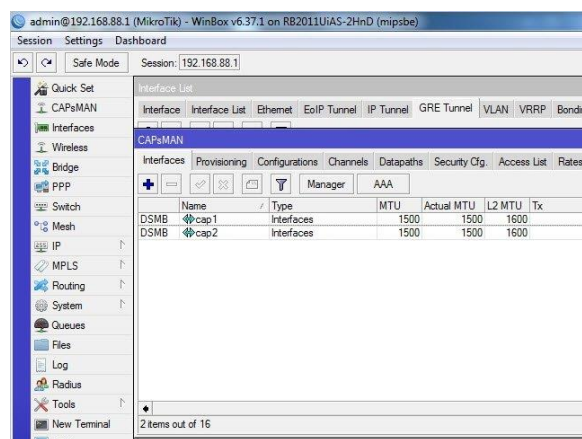 admin@192.168.88.1 (MikroTik) - WinBox v6.37.1 on RB2011UiAS-2HnD (mipsbe)
Session Settings Dashboard
Safe Mode Session: 192.168.88.1
Quick Set
CAPsMAN
Interfaces
Wireless
Bridge
PPP
Switch
Mesh
IP
MPLS
Routing
System
Queues
Files
Log
Radius
Tools
New Terminal
Interface List
Interface Interface List Ethernet EoIP Tunnel IP Tunnel GRE Tunnel VLAN VRRP Bondi
CAPsMAN
Interfaces Provisioning Configurations Channels Datapaths Security Cfg. Access List Rates
Manager AAA
Name / Type MTU Actual MTU L2 MTU Tx
DSMB cap1 Interfaces 1500 1500 1600
DSMB cap2 Interfaces 1500 1500 1600
2 items out of 16